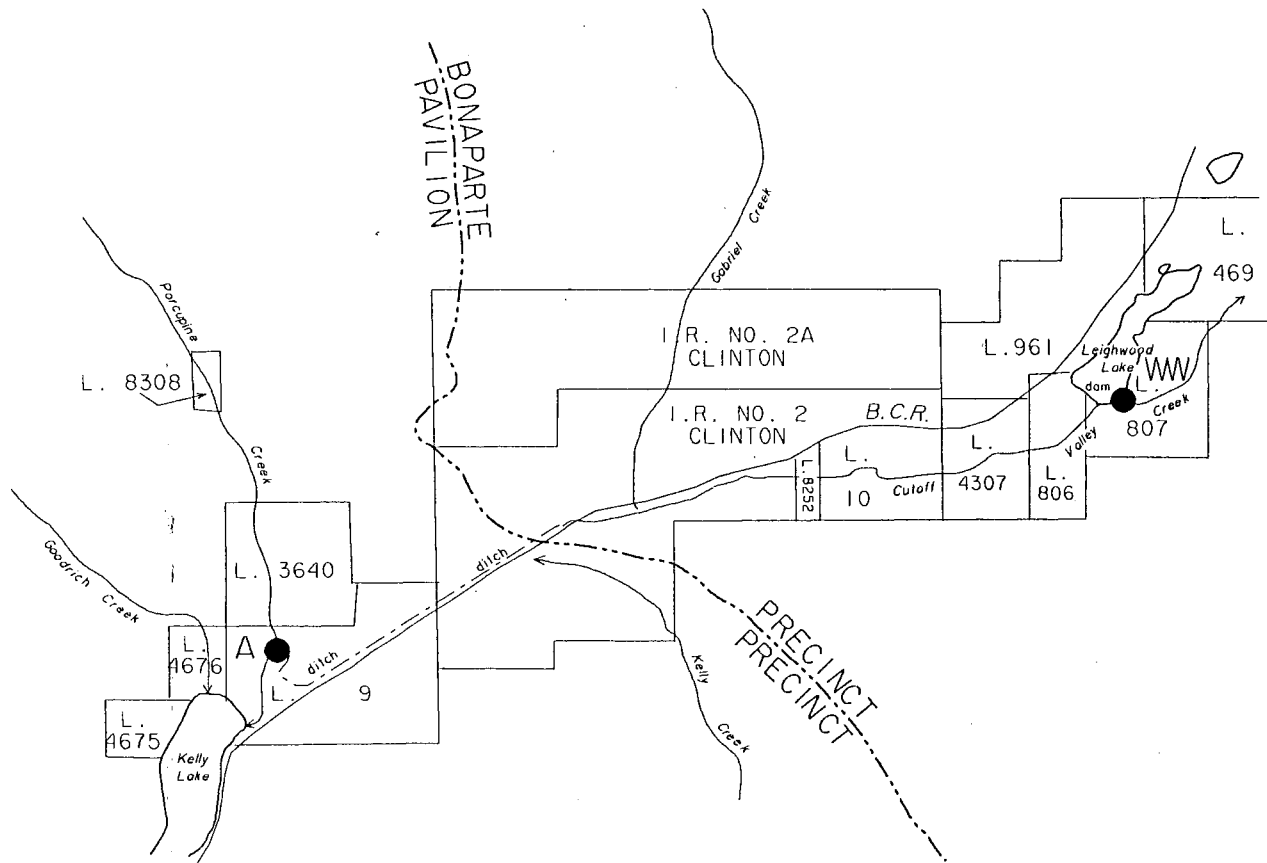 BONAPARTE
PAVILION
Gabriel Creek
Porcupine
Creek
L. 8308
I.R. NO. 2A
CLINTON
L.
469
L.961
Leighwood
Lake
dam
L.
807
Creek
I.R. NO. 2
CLINTON
B.C.R.
L.8252
L.
10
Cutoff
L.
4307
L.
806
Valley
Goodrich
Creek
L. 3640
ditch
A
L.
4676
ditch
L. 9
L.
4675
Kelly
Lake
Kelly
Creek
PRECINCT
PRECINCT